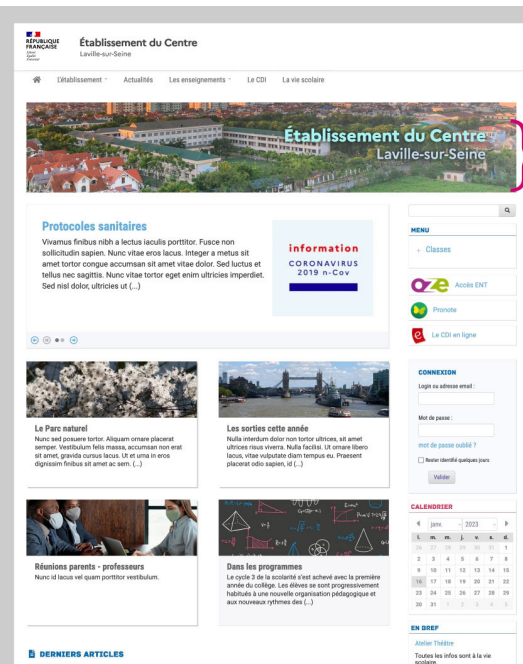 RÉPUBLIQUE
FRANÇAISE
Liberté
Égalité
Fraternité
Établissement du Centre
Laville-sur-Seine
L'établissement
Actualités
Les enseignements
Le CDI
La vie scolaire
Établissement du Centre
Laville-sur-Seine
Protocoles sanitaires
Vivamus finibus nibh a lectus iaculis porttitor. Fusce non
sollicitudin sapien. Nunc vitae eros lacus. Integer a metus sit
amet tortor congue accumsan sit amet vitae dolor. Sed luctus et
tellus nec sagittis. Nunc vitae tortor eget enim ultricies imperdiet.
Sed nisl dolor, ultricies ut (...)
information
CORONAVIRUS
2019 n-Cov
MENU
Classes
oze Accès ENT
Pronote
Le CDI en ligne
Le Parc naturel
Nunc sed posuere tortor. Aliquam ornare placerat
semper. Vestibulum felis massa, accumsan non erat
sit amet, gravida cursus lacus. Ut et urna in eros
dignissim finibus sit amet ac sem. (...)
Les sorties cette année
Nulla interdum dolor non tortor ultrices, sit amet
ultrices risus viverra. Nulla facilisi. Ut ornare libero
lacus, vitae vulputate diam tempus eu. Praesent
placerat odio sapien, id (...)
Réunions parents - professeurs
Nunc id lacus vel quam porttitor vestibulum.
Dans les programmes
Le cycle 3 de la scolarité s'est achevé avec la première
année du collège. Les élèves se sont progressivement
habitués à une nouvelle organisation pédagogique et
aux nouveaux rythmes des (...)
CONNEXION
Login ou adresse email :
Mot de passe :
mot de passe oublié ?
Rester identifié quelques jours
Valider
CALENDRIER
janv. 2023
l. m. m. j. v. s. d.
26 27 28 29 30 31 1
2 3 4 5 6 7 8
9 10 11 12 13 14 15
16 17 18 19 20 21 22
23 24 25 26 27 28 29
30 31 1 2 3 4 5
EN BREF
Atelier Théâtre
Toutes les infos sont à la vie
scolaire
DERNIERS ARTICLES